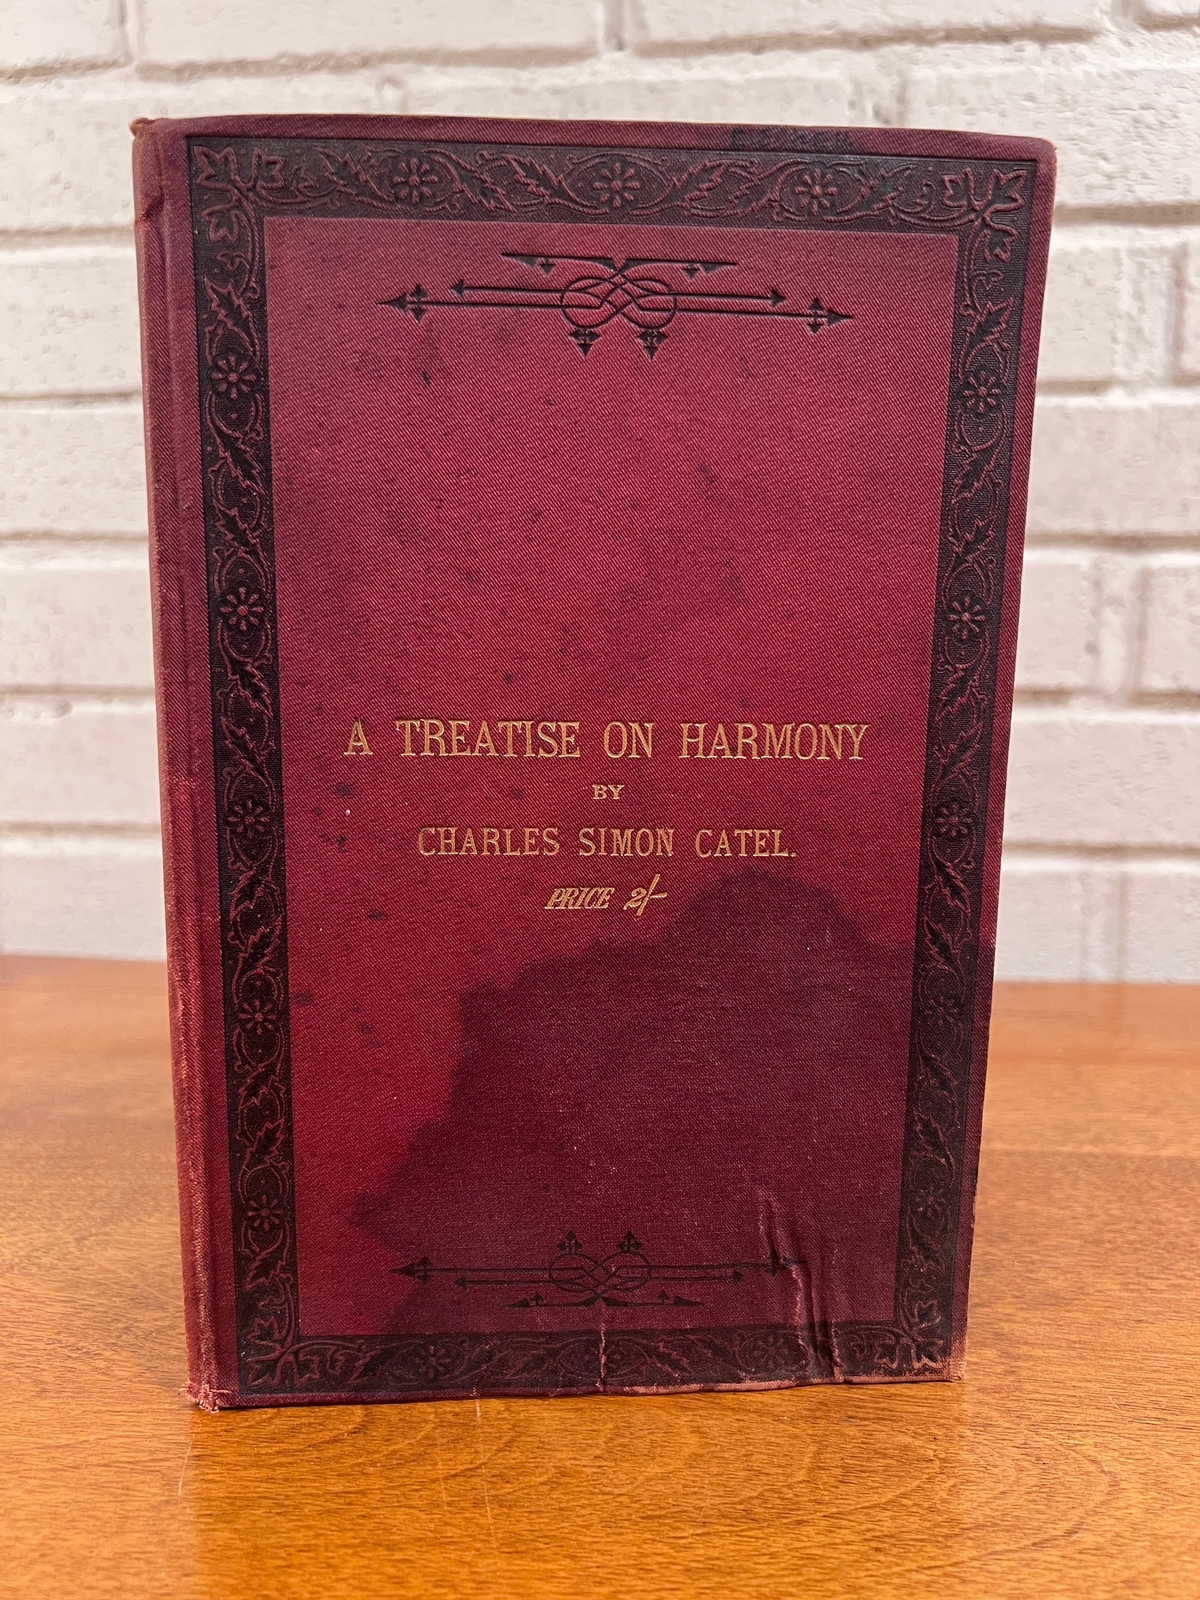 A TREATISE ON HARMONY
BY
CHARLES SIMON CATEL.
PRICE 2/-